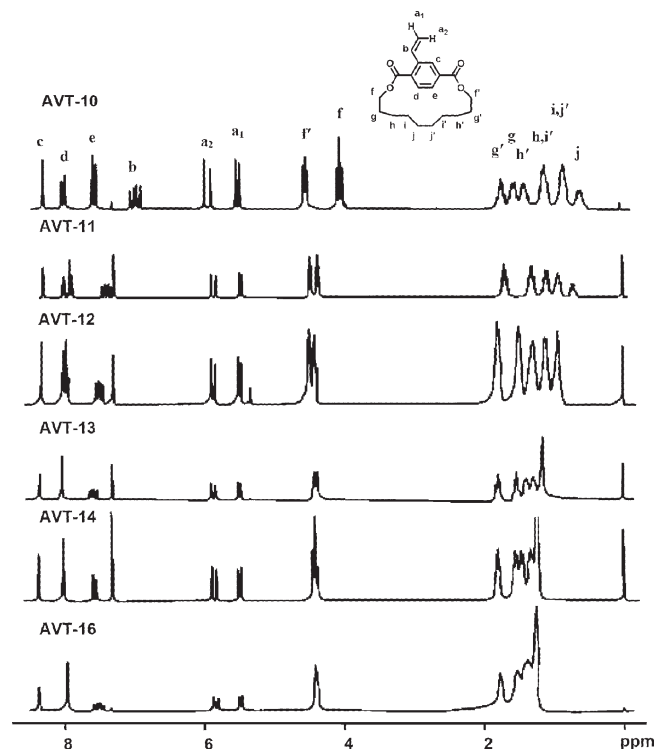 a₁
H
a₂
H
b
c
O
O
O
O
d
e
f
f'
g
h
i
i'
h'
g'
j
j'
AVT-10
c
d
e
b
a₂
a₁
f'
f
g'
g
h'
h,i'
i,j'
j
AVT-11
AVT-12
AVT-13
AVT-14
AVT-16
8
6
4
2
ppm